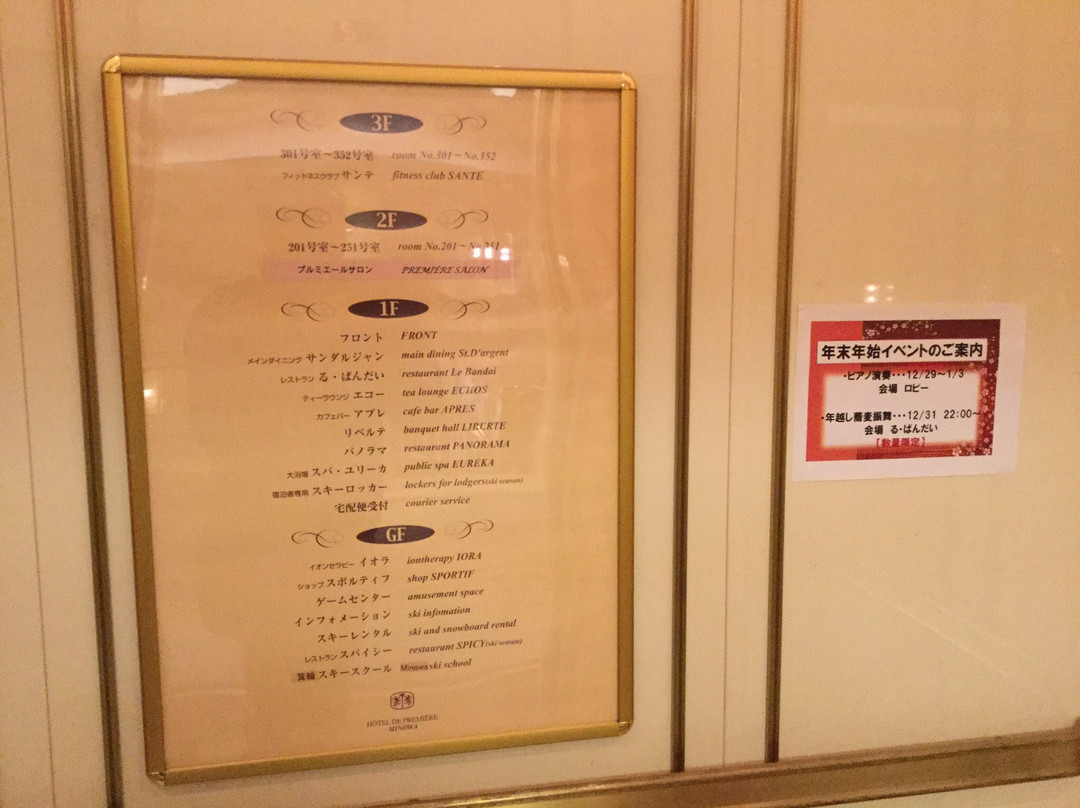 3F
301号室～352号室 room No.301～No.352
フィットネスクラブ サンテ fitness club SANTE
2F
201号室～251号室 room No.201～No.251
プルミエールサロン PREMIÈRE SALON
1F
フロント FRONT
メインダイニング サンダルジャン main dining St.D'argent
レストラン る・ばんだい restaurant Le Bandai
ティーラウンジ エコー tea lounge ECHOS
カフェバー アプレ cafe bar APRES
リベルテ banquet hall LIBERTE
パノラマ restaurant PANORAMA
大浴場 スパ・ユリーカ public spa EUREKA
宿泊者専用 スキーロッカー lockers for lodgers(ski season)
宅配便受付 courier service
GF
イオンセラピー イオラ iontherapy IORA
ショップ スポルティフ shop SPORTIF
ゲームセンター amusement space
インフォメーション ski infomation
スキーレンタル ski and snowboard rental
レストラン スパイシー restaurant SPICY(ski season)
箕輪 スキースクール Minowa ski school
HÔTEL DE PREMIÈRE
MINOWA
年末年始イベントのご案内
・ピアノ演奏・・・12/29～1/3
会場 ロビー
・年越し蕎麦振舞・・・12/31 22:00～
会場 る・ばんだい
【数量限定】